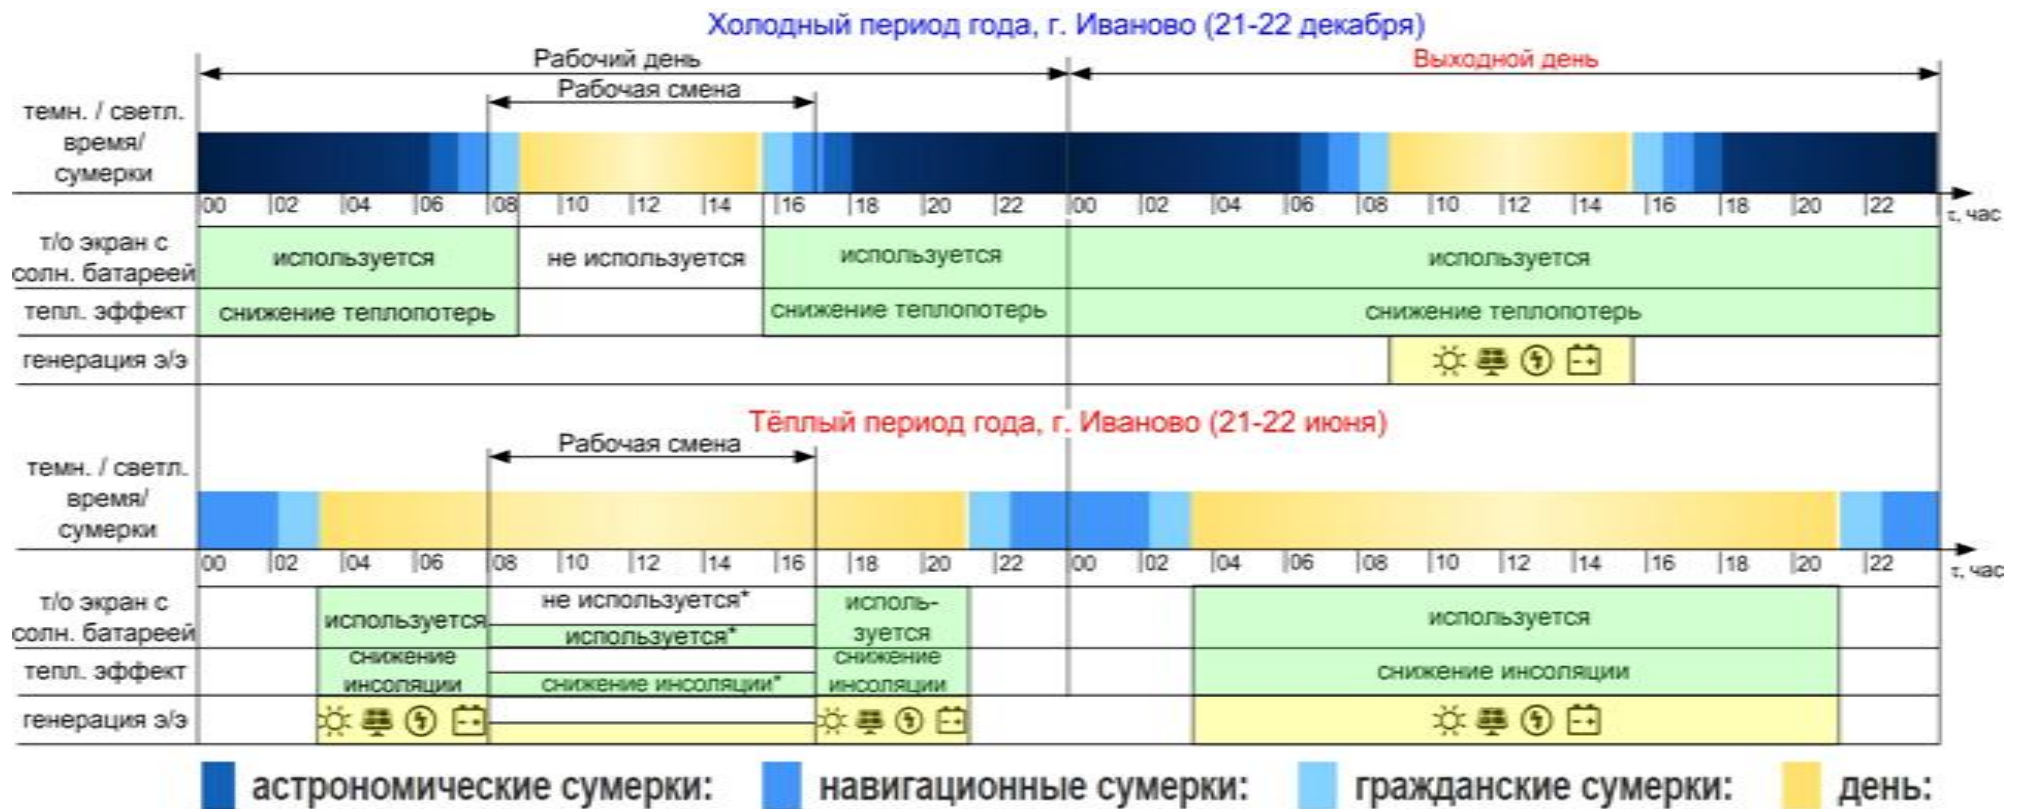 Холодный период года, г. Иваново (21-22 декабря)
Рабочий день
Выходной день
Рабочая смена
темн. / светл.
время/
сумерки
00 02 04 06 08 10 12 14 16 18 20 22 00 02 04 06 08 10 12 14 16 18 20 22
τ, час
т/о экран с
солн. батареей
используется
не используется
используется
используется
тепл. эффект
снижение теплопотерь
снижение теплопотерь
снижение теплопотерь
генерация э/э
Тёплый период года, г. Иваново (21-22 июня)
Рабочая смена
темн. / светл.
время/
сумерки
00 02 04 06 08 10 12 14 16 18 20 22 00 02 04 06 08 10 12 14 16 18 20 22
τ, час
т/о экран с
солн. батареей
используется
не используется*
используется*
исполь-
зуется
используется
тепл. эффект
снижение
инсоляции
снижение инсоляции*
снижение
инсоляции
снижение инсоляции
генерация э/э
астрономические сумерки:
навигационные сумерки:
гражданские сумерки:
день: